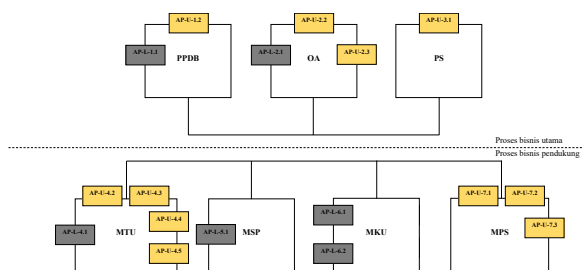 AP-U-1.2
AP-U-2.2
AP-U-3.1
AP-L-1.1
PPDB
AP-L-2.1
OA
AP-U-2.3
PS
Proses bisnis utama
Proses bisnis pendukung
AP-U-4.2
AP-U-4.3
AP-U-7.1
AP-U-7.2
AP-U-4.4
AP-L-6.1
AP-L-4.1
MTU
AP-L-5.1
MSP
MKU
MPS
AP-U-7.3
AP-U-4.5
AP-L-6.2